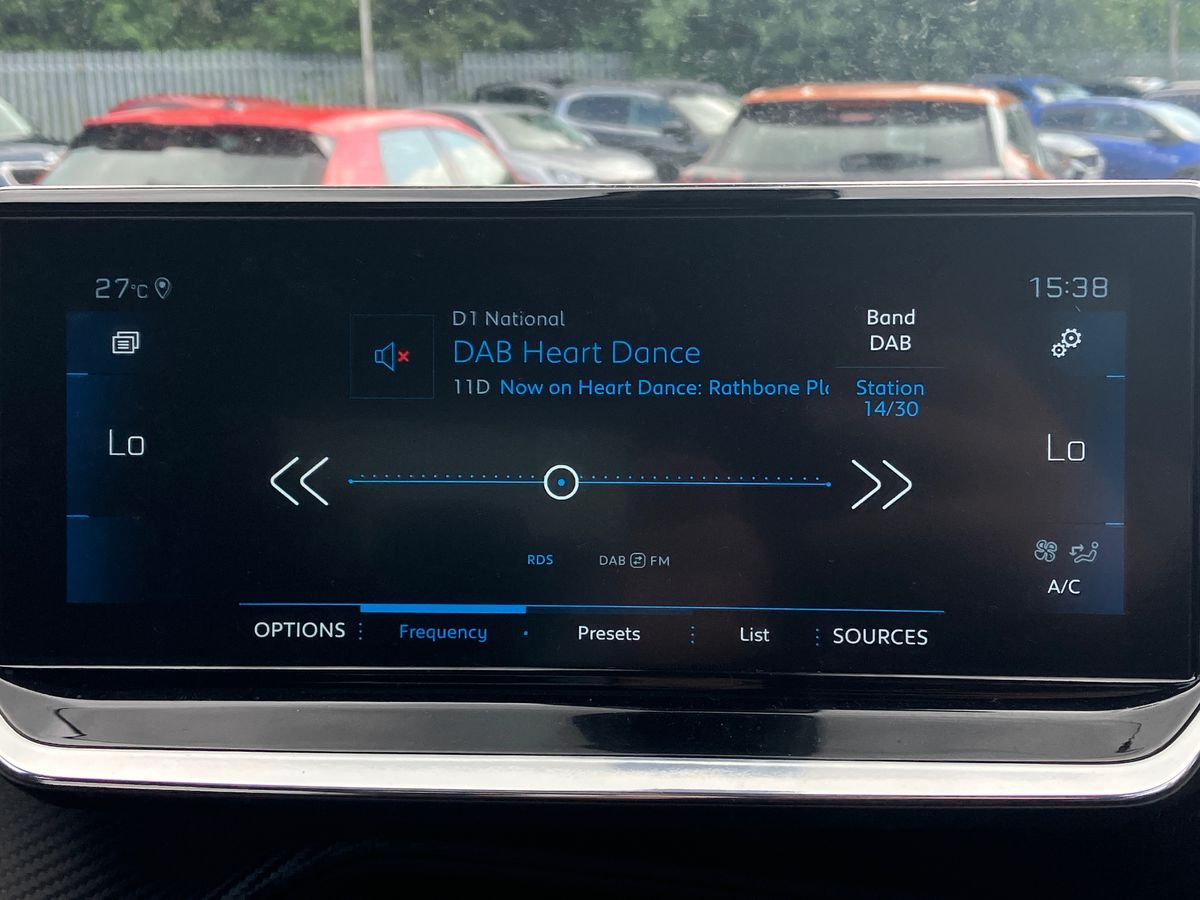 27°C
15:38
D1 National
DAB Heart Dance
11D Now on Heart Dance: Rathbone
Band
DAB
Station
14/30
Lo
Lo
RDS
DAB FM
A/C
OPTIONS
Frequency
Presets
List
SOURCES